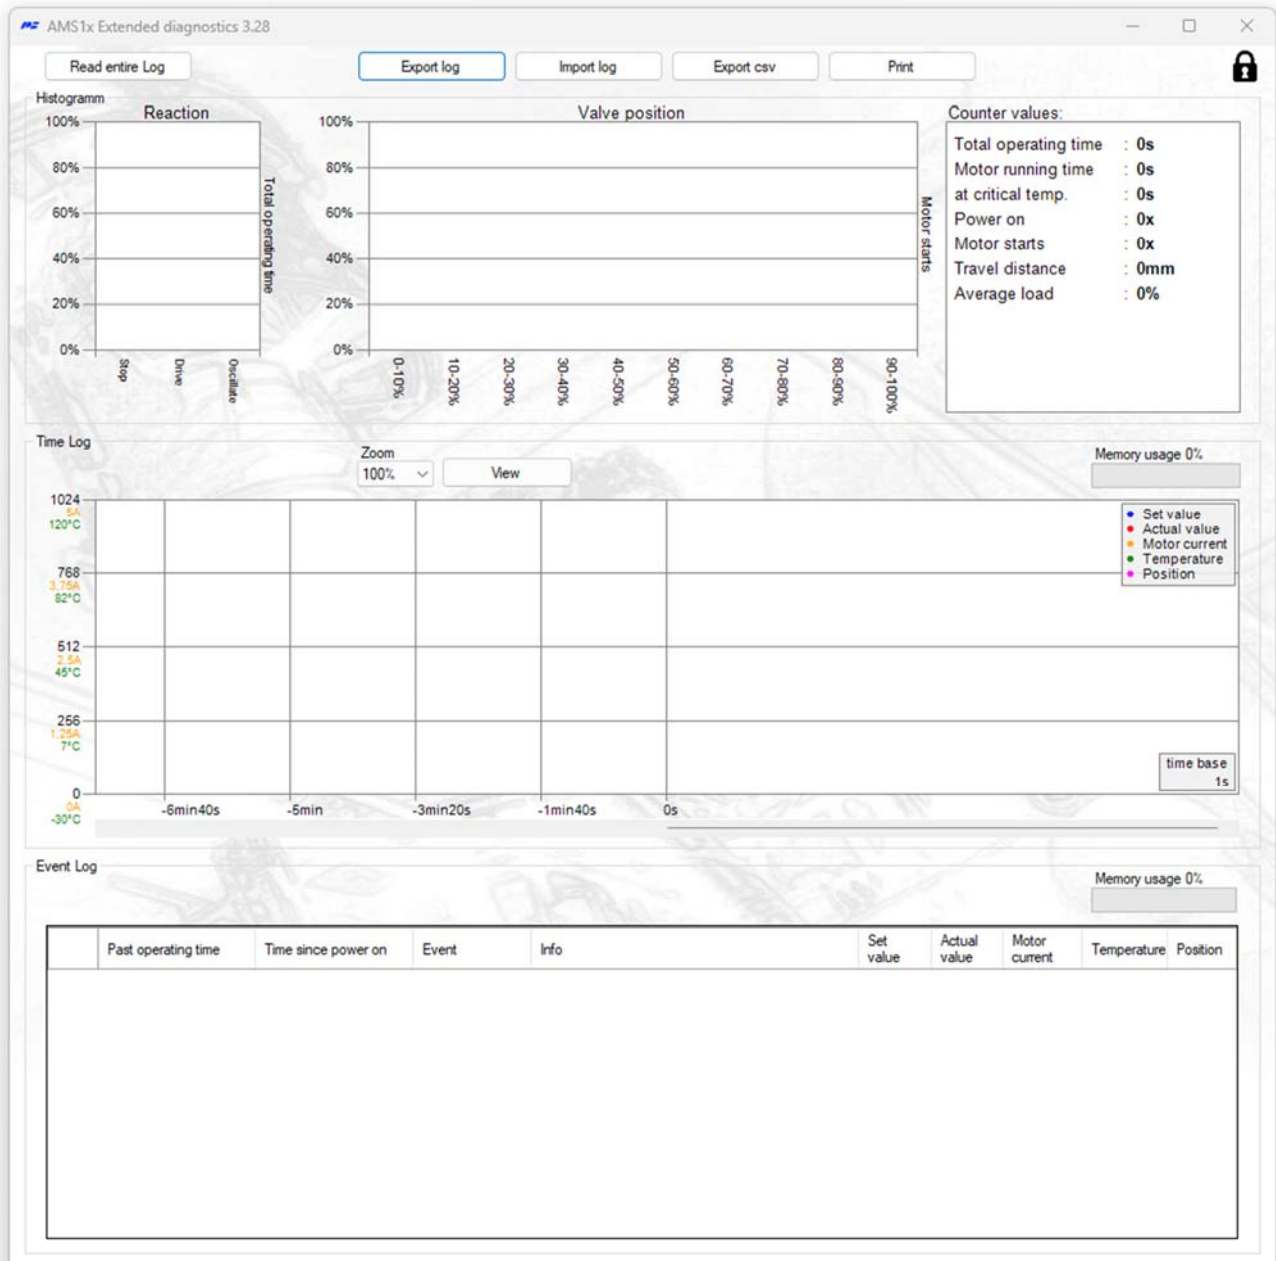 AMS1x Extended diagnostics 3.28
Read entire Log
Export log
Import log
Export csv
Print
Histogramm
Reaction
100%
80%
60%
40%
20%
0%
Stop
Drive
Oscillate
Total operating time
Valve position
100%
80%
60%
40%
20%
0%
0-10%
10-20%
20-30%
30-40%
40-50%
50-60%
60-70%
70-80%
80-90%
90-100%
Motor starts
Counter values:
Total operating time : 0s
Motor running time : 0s
at critical temp. : 0s
Power on : 0x
Motor starts : 0x
Travel distance : 0mm
Average load : 0%
Time Log
Zoom
100%
View
Memory usage 0%
1024
5A
120°C
768
3,75A
82°C
512
2,5A
45°C
256
1,25A
7°C
0
0A
-30°C
Set value
Actual value
Motor current
Temperature
Position
time base
1s
-6min40s
-5min
-3min20s
-1min40s
0s
Event Log
Memory usage 0%
Past operating time
Time since power on
Event
Info
Set
value
Actual
value
Motor
current
Temperature
Position